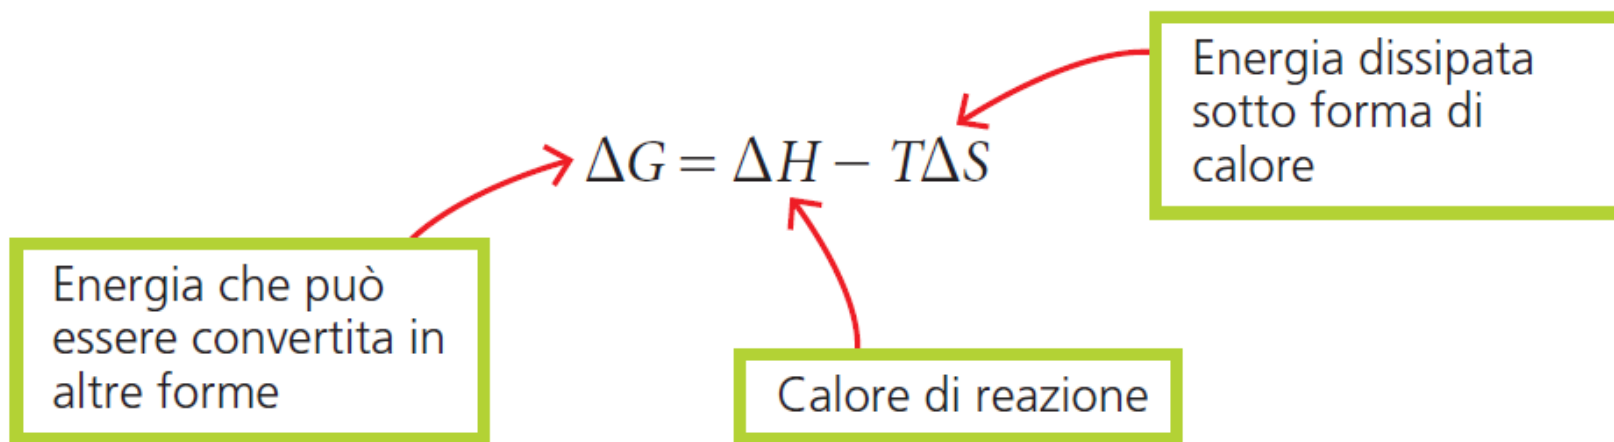 Energia dissipata
sotto forma di
calore
ΔG = ΔH − TΔS
Energia che può
essere convertita in
altre forme
Calore di reazione